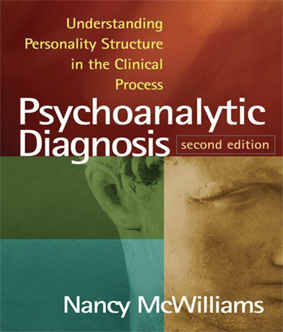 Understanding
Personality Structure
in the Clinical
Process
Psychoanalytic
Diagnosis second edition
Nancy McWilliams